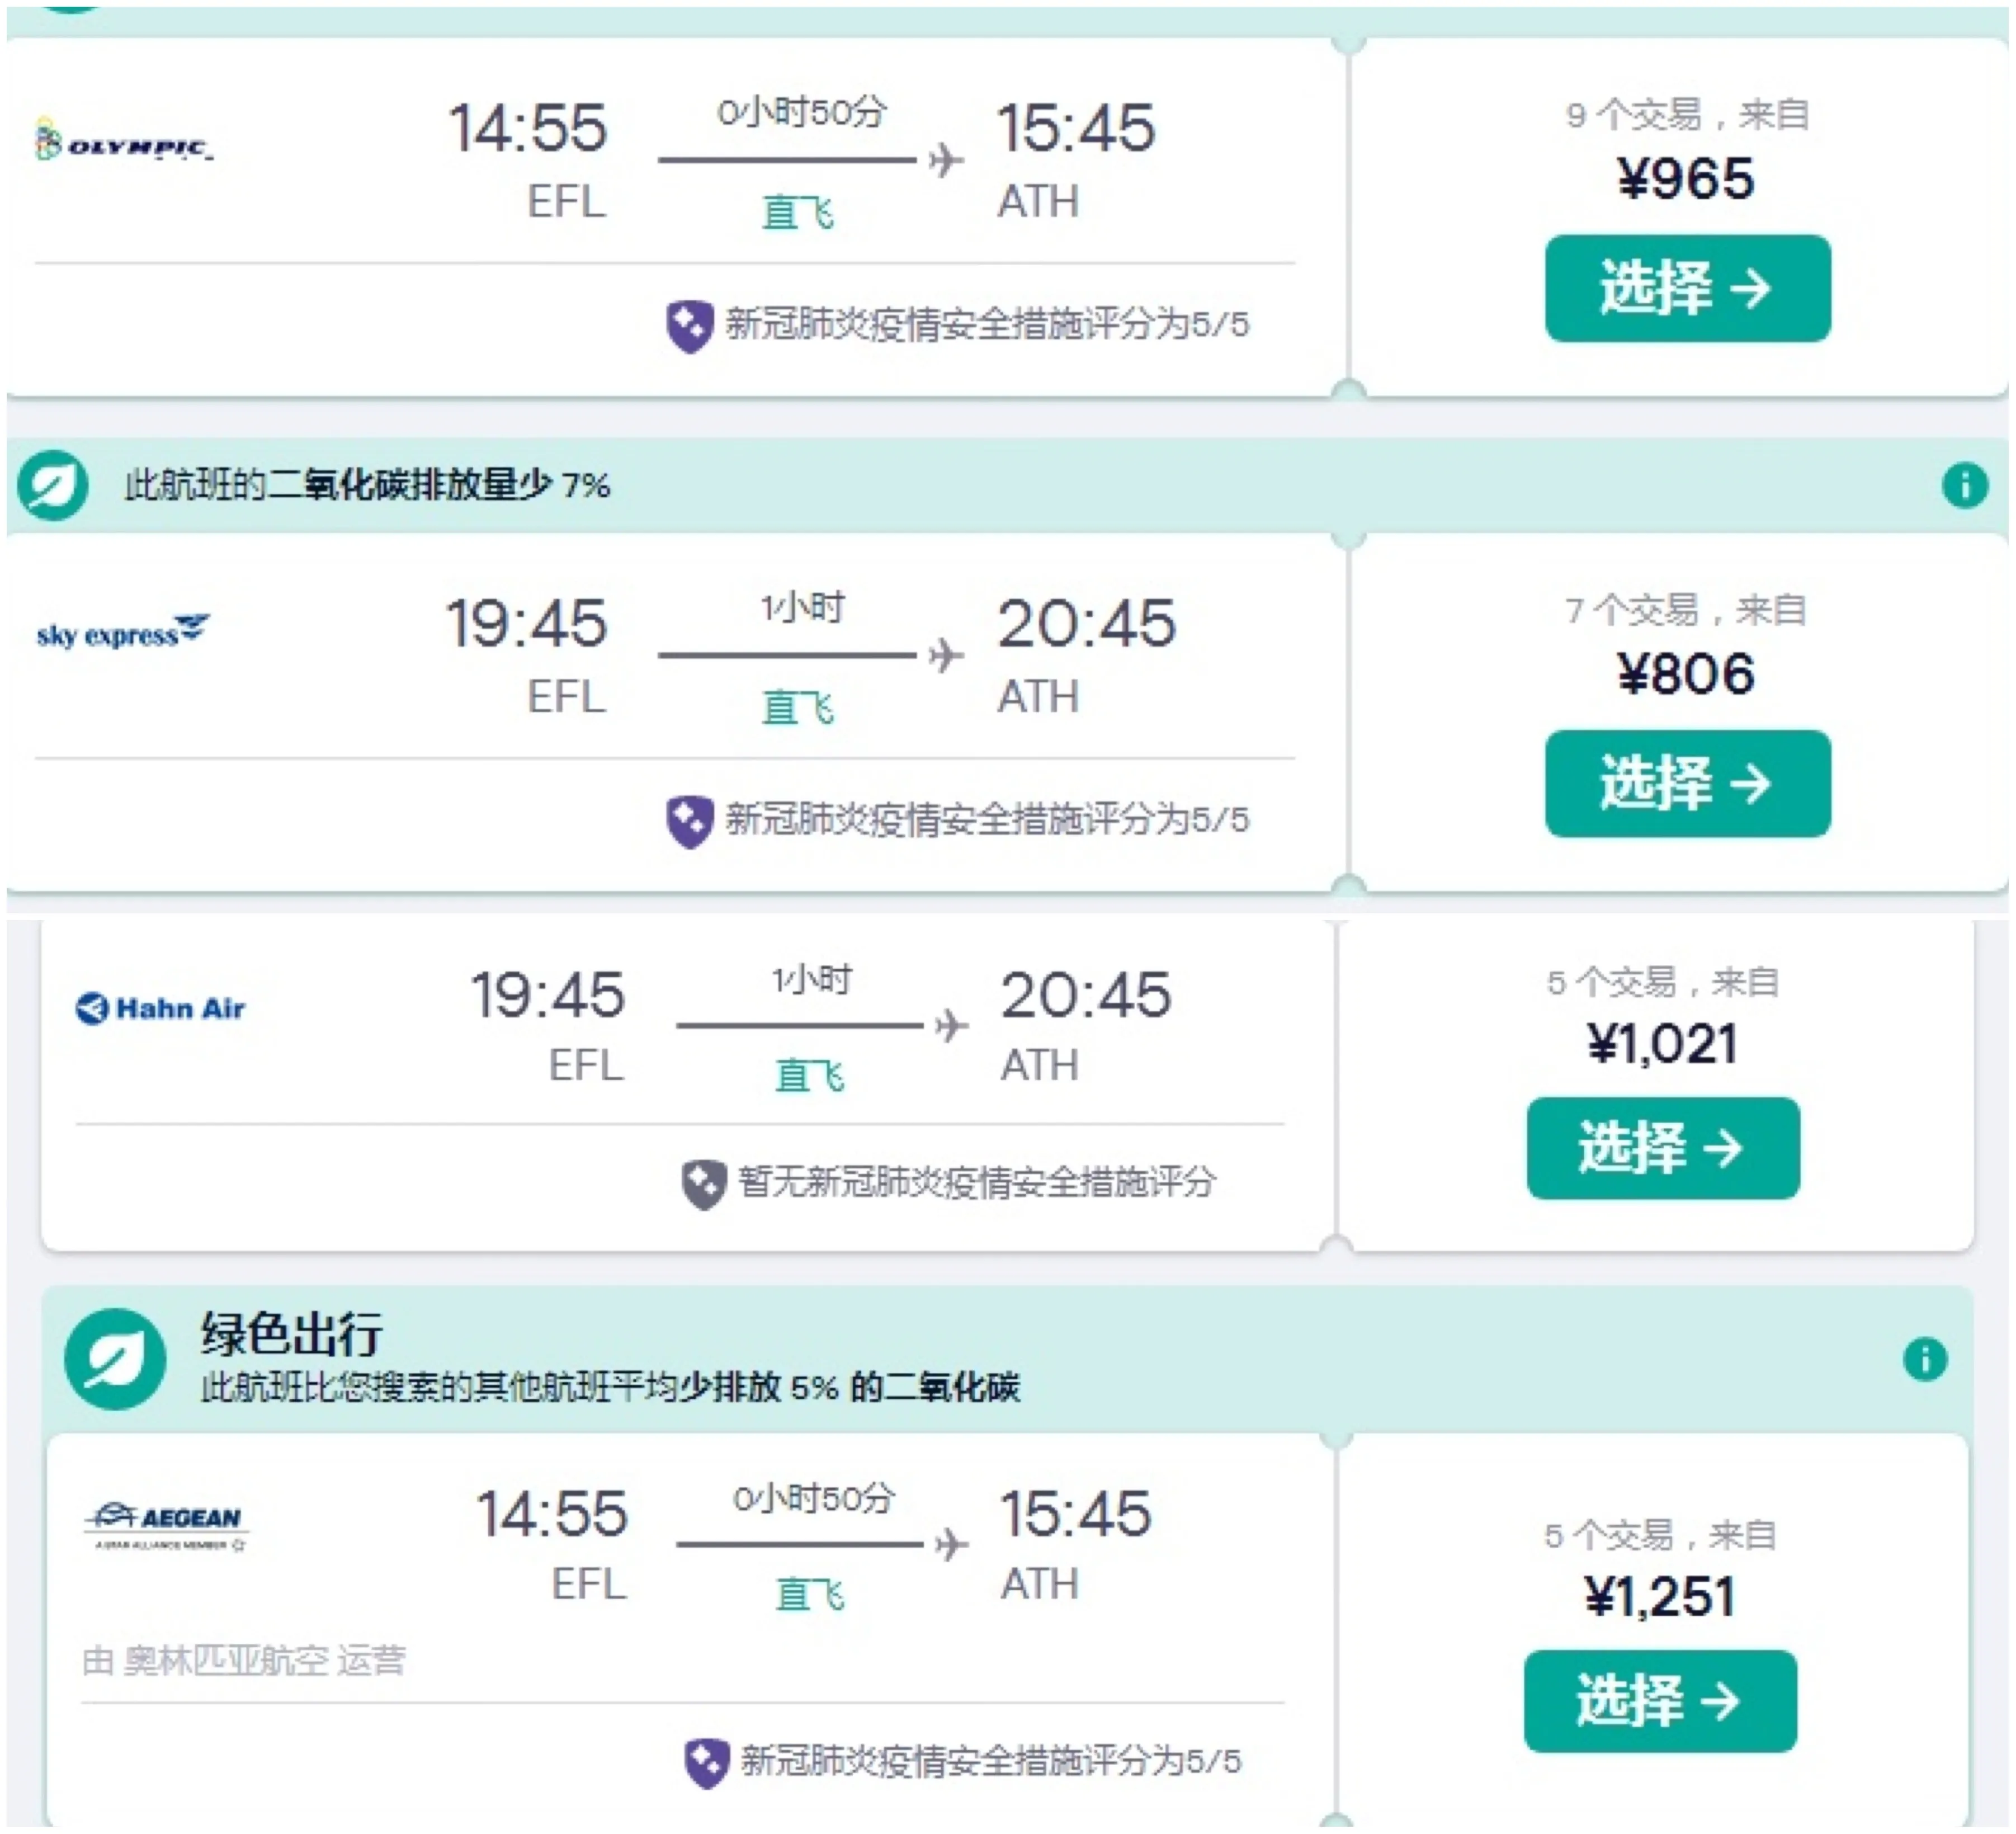 OLYMPIC
14:55
0小时50分
15:45
EFL
直飞
ATH
新冠肺炎疫情安全措施评分为5/5
9 个交易，来自
¥965
选择 →
此航班的二氧化碳排放量少 7%
sky express
19:45
1小时
20:45
EFL
直飞
ATH
新冠肺炎疫情安全措施评分为5/5
7 个交易，来自
¥806
选择 →
Hahn Air
19:45
1小时
20:45
EFL
直飞
ATH
暂无新冠肺炎疫情安全措施评分
5 个交易，来自
¥1,021
选择 →
绿色出行
此航班比您搜索的其他航班平均少排放 5% 的二氧化碳
AEGEAN
A STAR ALLIANCE MEMBER
14:55
0小时50分
15:45
EFL
直飞
ATH
由 奥林匹亚航空 运营
新冠肺炎疫情安全措施评分为5/5
5 个交易，来自
¥1,251
选择 →